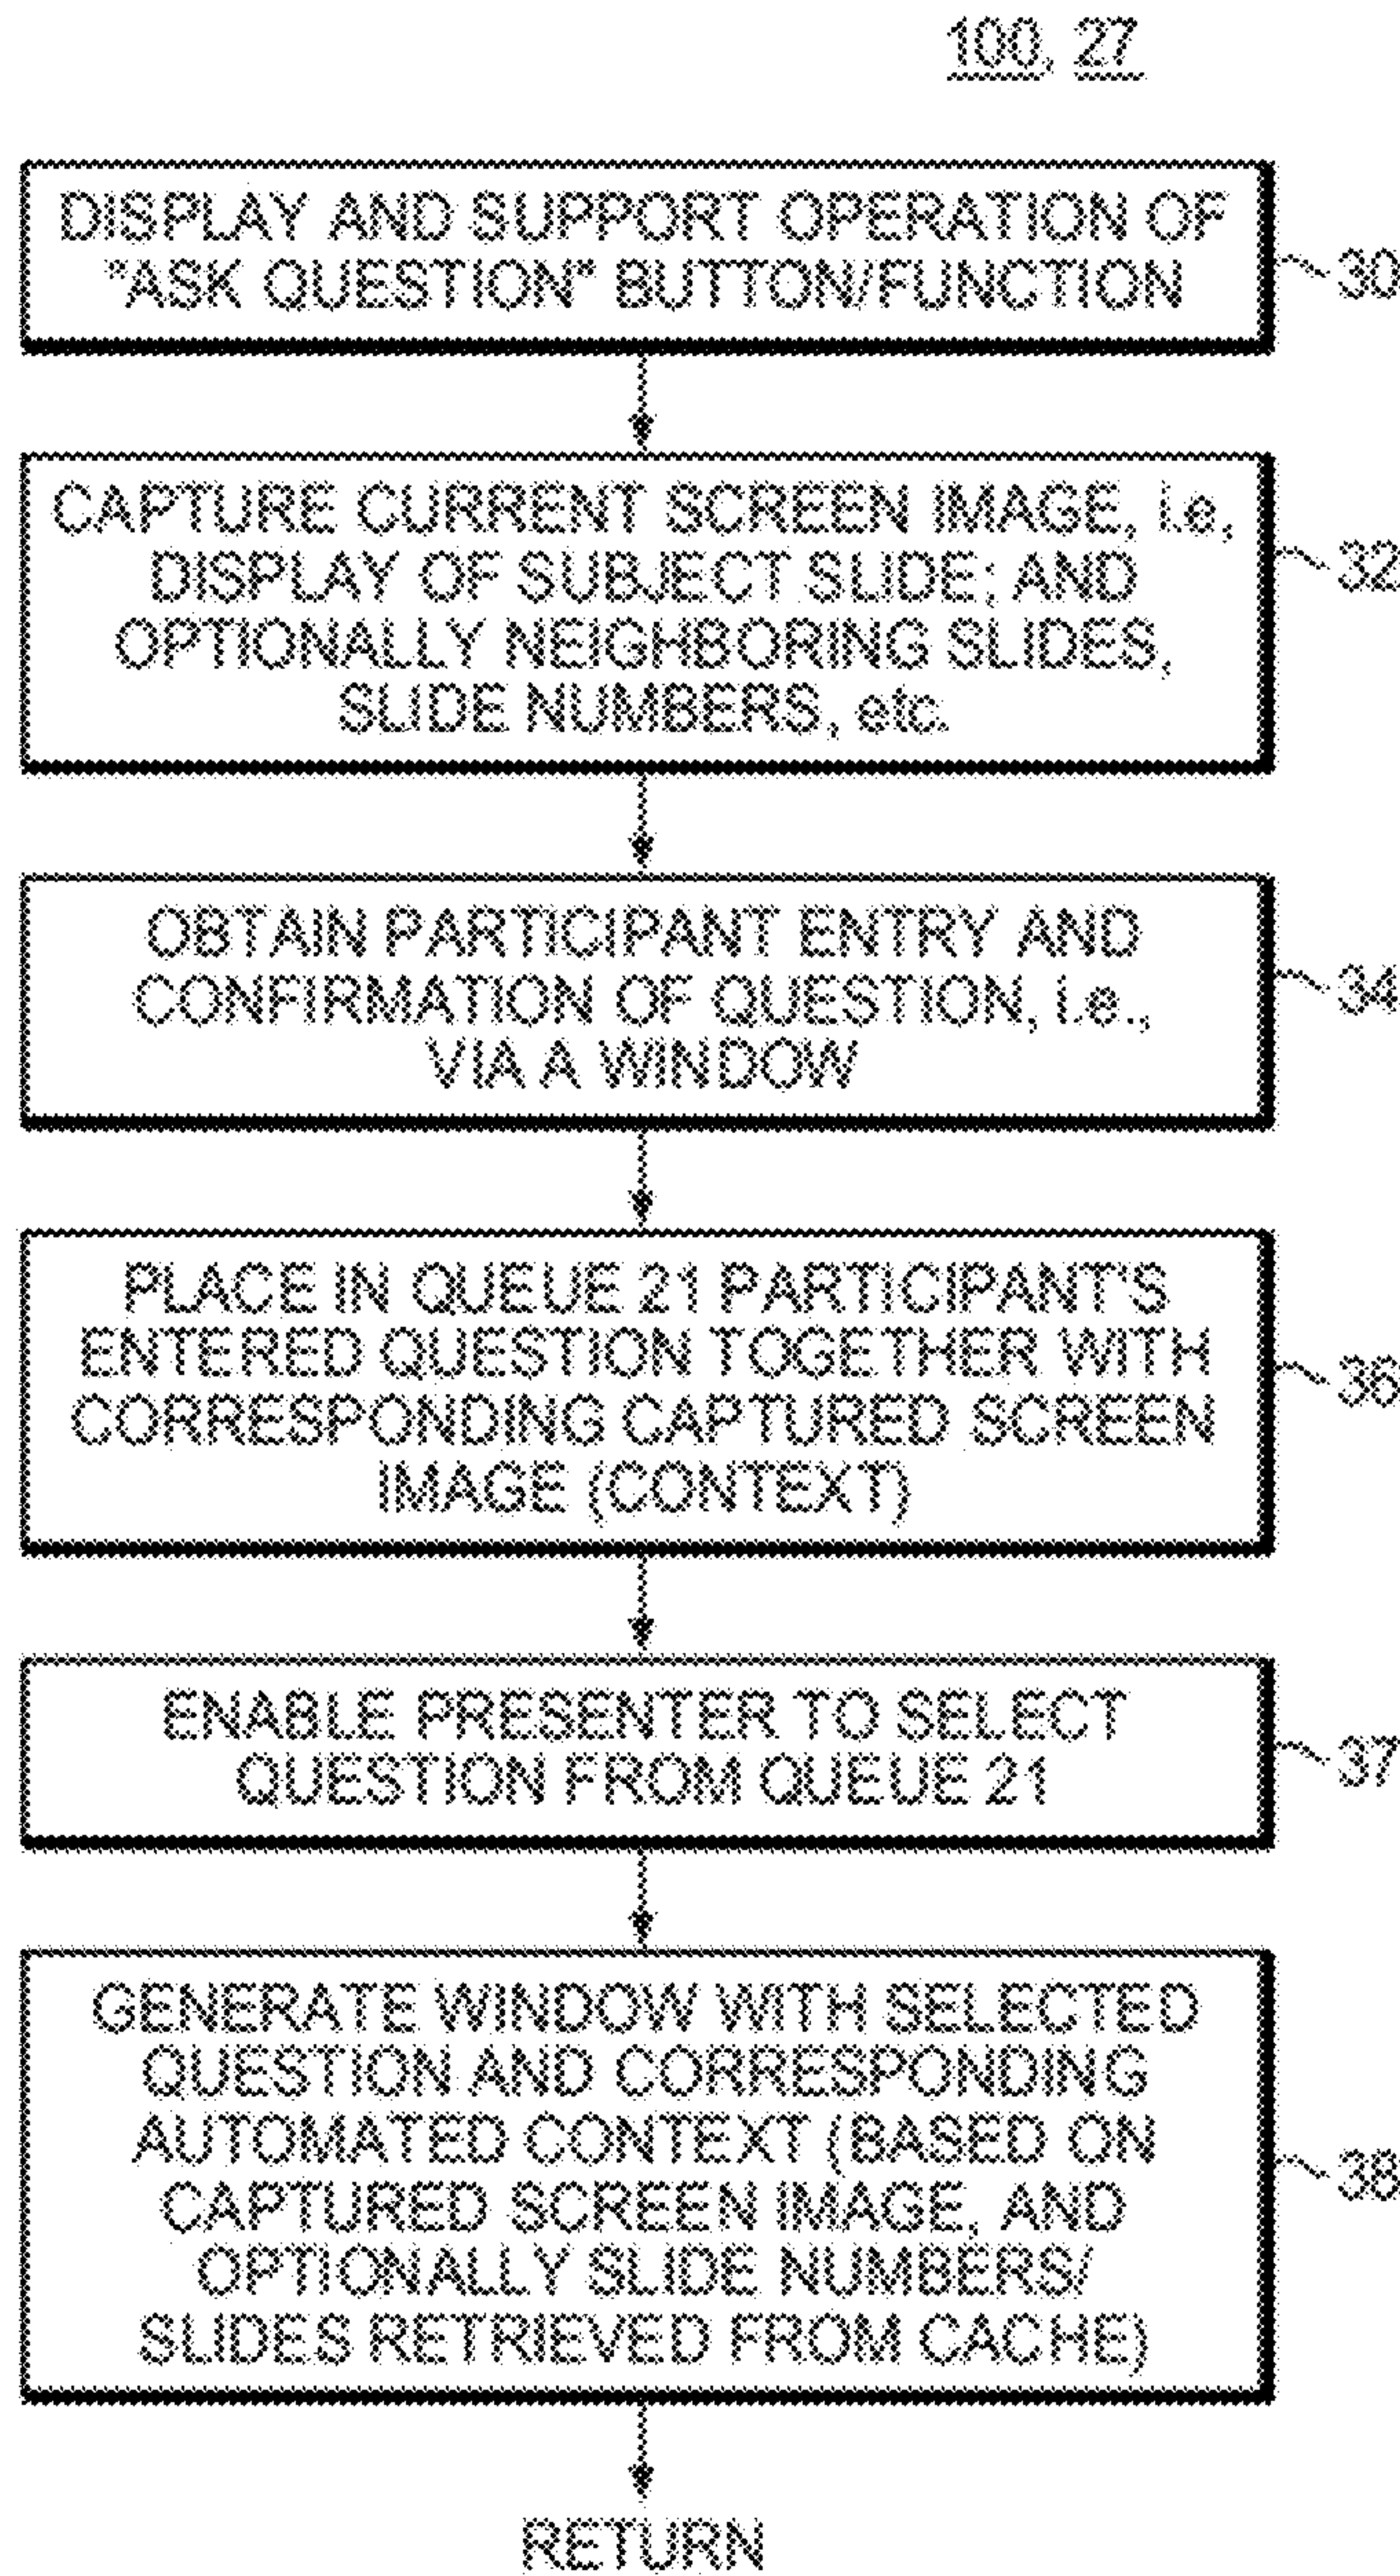 100, 27
DISPLAY AND SUPPORT OPERATION OF
"ASK QUESTION" BUTTON/FUNCTION
30
CAPTURE CURRENT SCREEN IMAGE, i.e,
DISPLAY OF SUBJECT SLIDE; AND
OPTIONALLY NEIGHBORING SLIDES,
SLIDE NUMBERS, etc.
32
OBTAIN PARTICIPANT ENTRY AND
CONFIRMATION OF QUESTION, i.e.,
VIA A WINDOW
34
PLACE IN QUEUE 21 PARTICIPANT'S
ENTERED QUESTION TOGETHER WITH
CORRESPONDING CAPTURED SCREEN
IMAGE (CONTEXT)
36
ENABLE PRESENTER TO SELECT
QUESTION FROM QUEUE 21
37
GENERATE WINDOW WITH SELECTED
QUESTION AND CORRESPONDING
AUTOMATED CONTEXT (BASED ON
CAPTURED SCREEN IMAGE, AND
OPTIONALLY SLIDE NUMBERS/
SLIDES RETRIEVED FROM CACHE)
38
RETURN